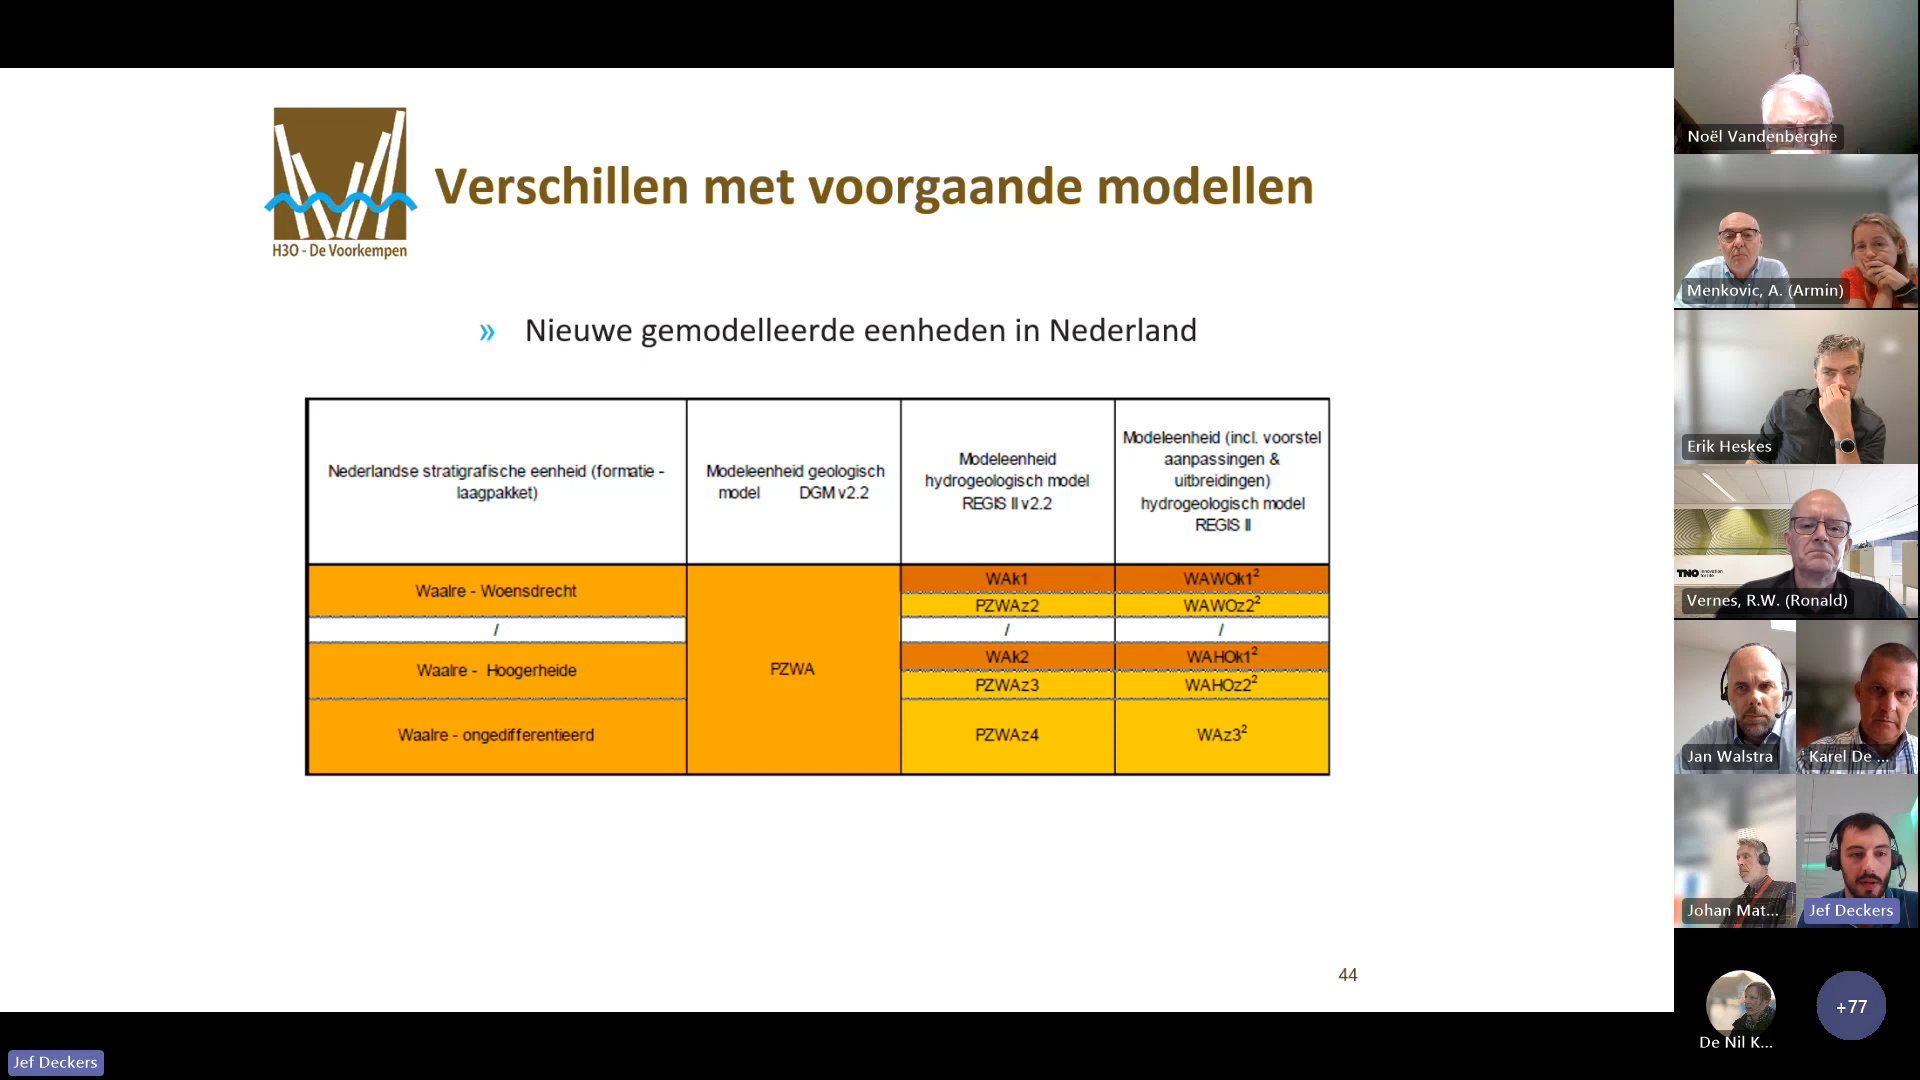 Verschillen met voorgaande modellen
H3O - De Voorkempen
» Nieuwe gemodelleerde eenheden in Nederland
Nederlandse stratigrafische eenheid (formatie -
laagpakket)
Modeleenheid geologisch
model DGM v2.2
Modeleenheid
hydrogeologisch model
REGIS II v2.2
Modeleenheid (incl. voorstel
aanpassingen &
uitbreidingen)
hydrogeologisch model
REGIS II
Waalre - Woensdrecht
/
Waalre - Hoogerheide
Waalre - ongedifferentieerd
PZWA
WAk1
PZWAz2
/
WAk2
PZWAz3
PZWAz4
WAWOk1²
WAWOz2²
/
WAHOk1²
WAHOz2²
WAz3²
44
Jef Deckers
Noël Vandenberghe
Menkovic, A. (Armin)
Erik Heskes
TNO innovation
for life
Vernes, R.W. (Ronald)
Jan Walstra
Karel De ...
Johan Mat...
Jef Deckers
De Nil K...
+77